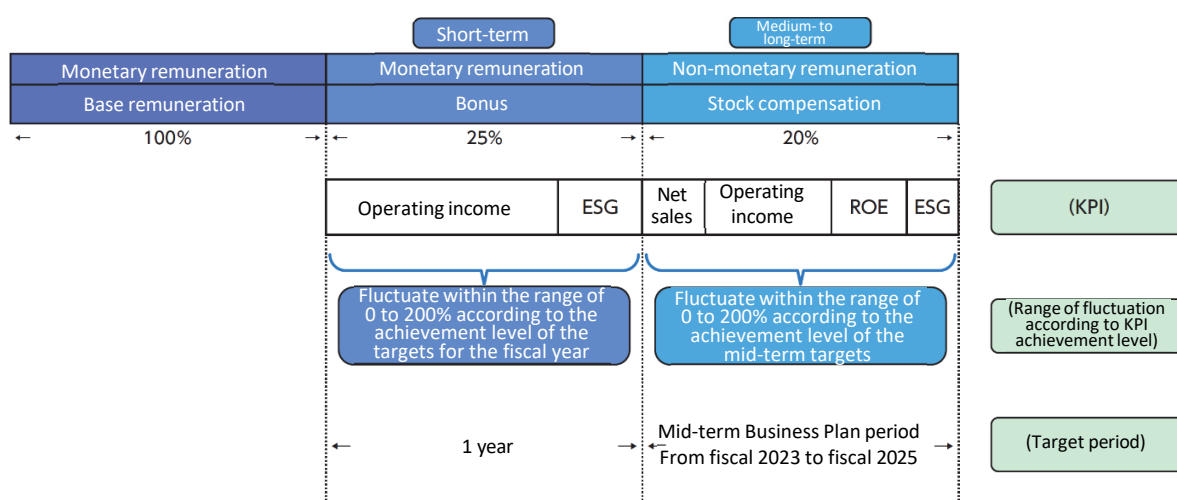 Short-term
Medium- to
long-term
Monetary remuneration
Monetary remuneration
Non-monetary remuneration
Base remuneration
Bonus
Stock compensation
← 100% →
← 25% →
← 20% →
Operating income
ESG
Net
sales
Operating
income
ROE
ESG
(KPI)
Fluctuate within the range of
0 to 200% according to the
achievement level of the
targets for the fiscal year
Fluctuate within the range of
0 to 200% according to the
achievement level of the
mid-term targets
(Range of fluctuation
according to KPI
achievement level)
← 1 year →
Mid-term Business Plan period
← →
From fiscal 2023 to fiscal 2025
(Target period)